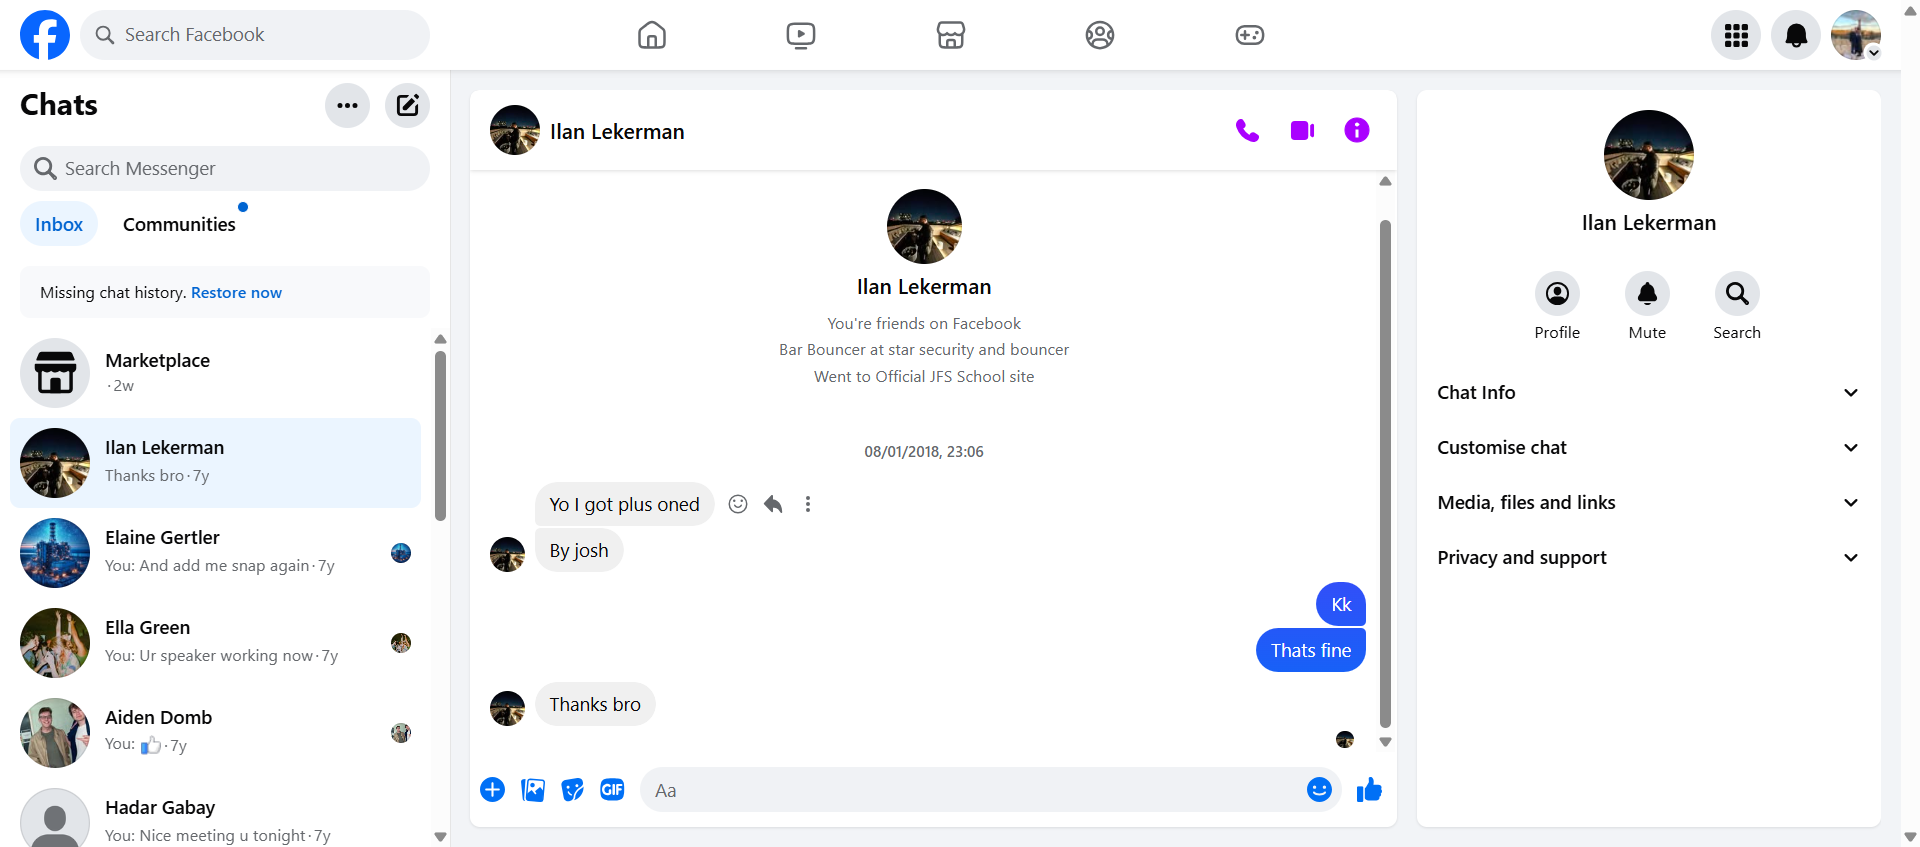 Search Facebook
Chats
Search Messenger
Inbox
Communities
Missing chat history. Restore now
Marketplace
· 2w
Ilan Lekerman
Thanks bro · 7y
Elaine Gertler
You: And add me snap again · 7y
Ella Green
You: Ur speaker working now · 7y
Aiden Domb
You: 👍 · 7y
Hadar Gabay
You: Nice meeting u tonight · 7y
Ilan Lekerman
Ilan Lekerman
You're friends on Facebook
Bar Bouncer at star security and bouncer
Went to Official JFS School site
08/01/2018, 23:06
Yo I got plus oned
By josh
Kk
Thats fine
Thanks bro
GIF
Aa
Ilan Lekerman
Profile
Mute
Search
Chat Info
Customise chat
Media, files and links
Privacy and support